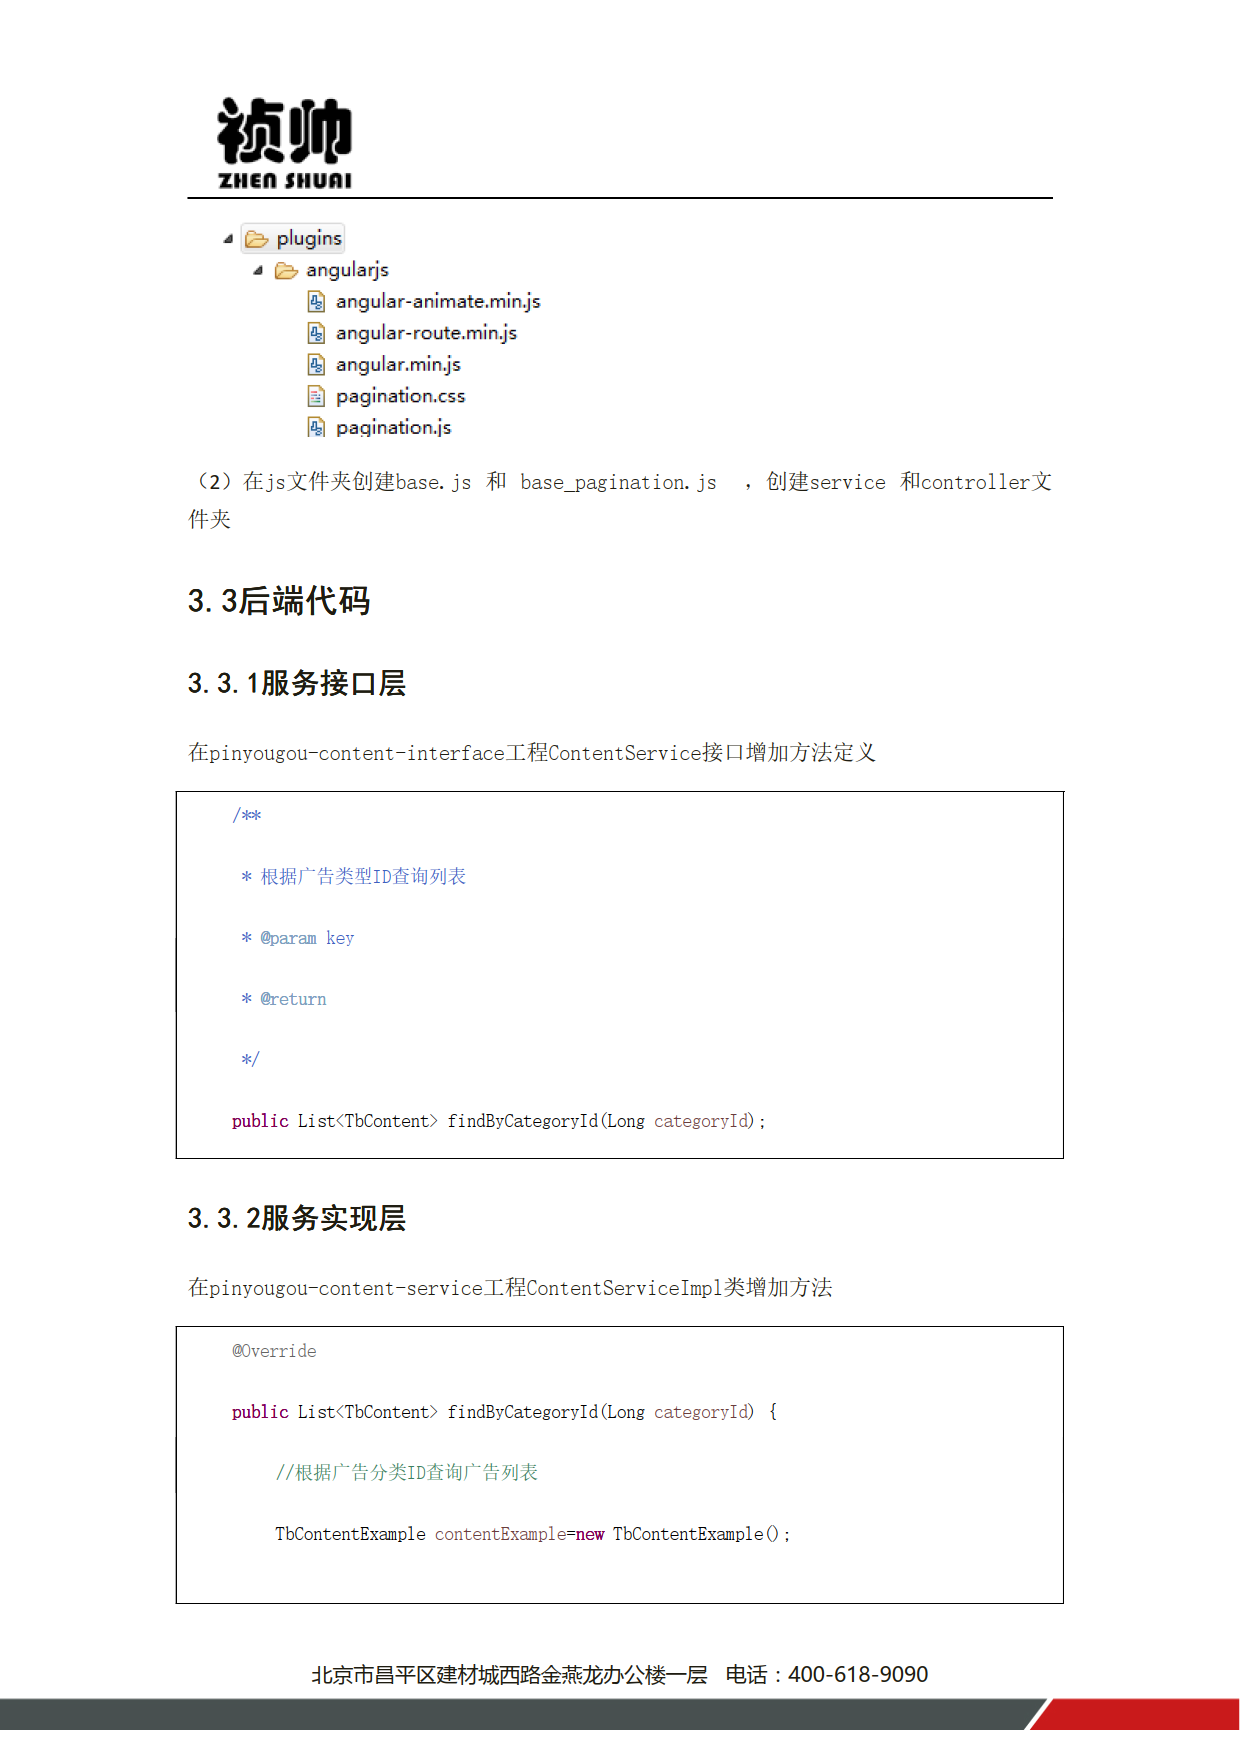 祯帅
ZHEN SHUAI
plugins
angularjs
angular-animate.min.js
angular-route.min.js
angular.min.js
pagination.css
pagination.js
（2）在js文件夹创建base.js 和 base_pagination.js ，创建service 和controller文
件夹
3.3后端代码
3.3.1服务接口层
在pinyougou-content-interface工程ContentService接口增加方法定义
/**
* 根据广告类型ID查询列表
* @param key
* @return
*/
public List<TbContent> findByCategoryId(Long categoryId);
3.3.2服务实现层
在pinyougou-content-service工程ContentServiceImpl类增加方法
@Override
public List<TbContent> findByCategoryId(Long categoryId) {
//根据广告分类ID查询广告列表
TbContentExample contentExample=new TbContentExample();
北京市昌平区建材城西路金燕龙办公楼一层 电话：400-618-9090